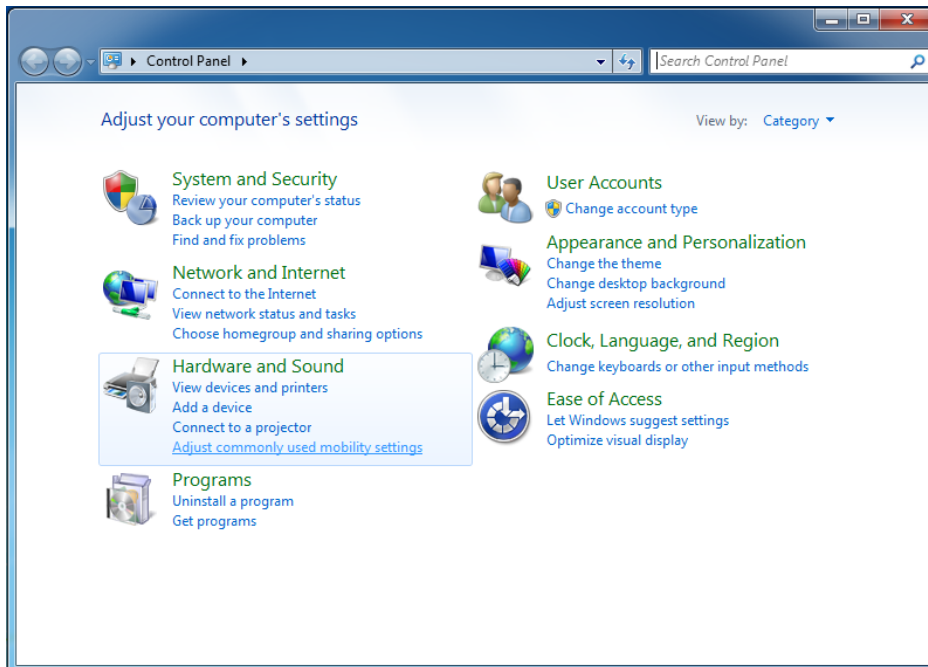 Control Panel
Search Control Panel
Adjust your computer's settings
View by: Category
System and Security
Review your computer's status
Back up your computer
Find and fix problems
Network and Internet
Connect to the Internet
View network status and tasks
Choose homegroup and sharing options
Hardware and Sound
View devices and printers
Add a device
Connect to a projector
Adjust commonly used mobility settings
Programs
Uninstall a program
Get programs
User Accounts
Change account type
Appearance and Personalization
Change the theme
Change desktop background
Adjust screen resolution
Clock, Language, and Region
Change keyboards or other input methods
Ease of Access
Let Windows suggest settings
Optimize visual display